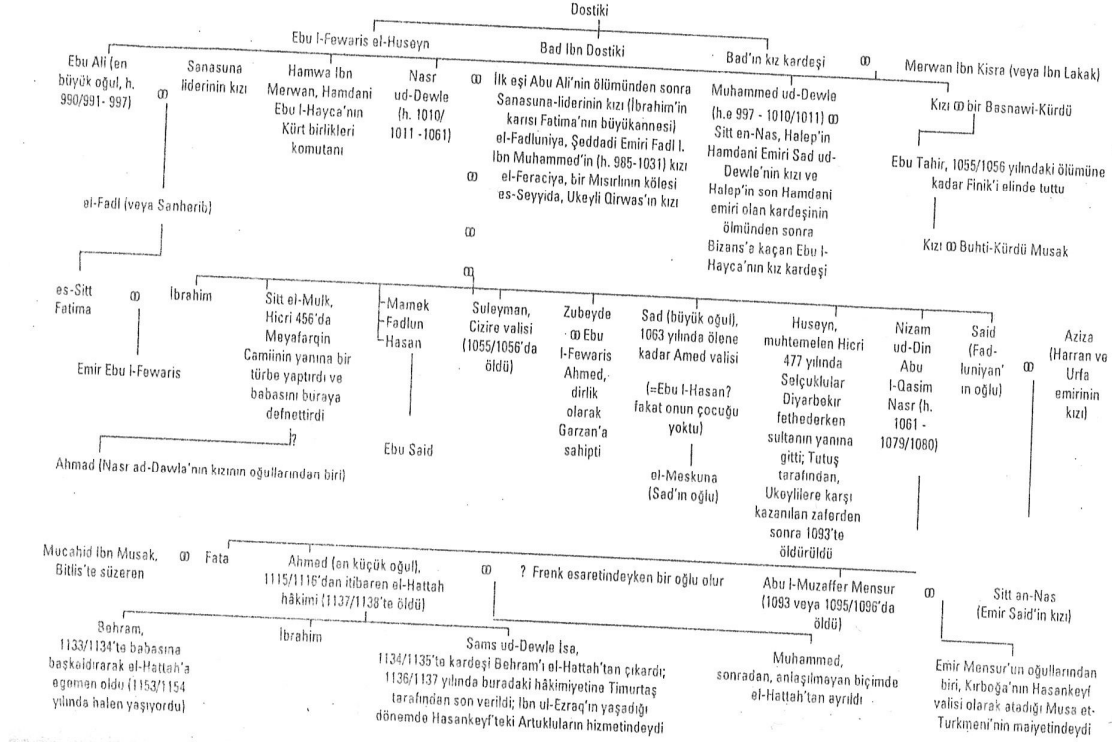 Dostiki
Ebu l-Fewaris el-Huseyn
Bad Ibn Dostiki
Bad'ın kız kardeşi
ꝏ
Merwan Ibn Kisra (veya Ibn Lakak)
Ebu Ali (en
büyük oğul, h.
990/991- 997)
ꝏ
Sanasuna
liderinin kızı
Hamwa Ibn
Merwan, Hamdani
Ebu l-Hayca'nın
Kürt birlikleri
komutanı
Nasr
ud-Dewle
(h. 1010/
1011 -1061)
ꝏ
İlk eşi Abu Ali'nin ölümünden sonra
Sanasuna-liderinin kızı (İbrahim'in
karısı Fatima'nın büyükannesi)
el-Fadluniya, Şeddadi Emiri Fadl I.
Ibn Muhammed'in (h. 985-1031) kızı
ꝏ
el-Feraciya, bir Mısırlının kölesi
es-Seyyida, Ukeyli Qirwas'ın kızı
ꝏ
ꝏ
Muhammed ud-Dewle
(h.e 997 - 1010/1011) ꝏ
Sitt en-Nas, Halep'in
Hamdani Emiri Sad ud-
Dewle'nin kızı ve
Halep'in son Hamdani
emiri olan kardeşinin
ölmünden sonra
Bizans'a kaçan Ebu l-
Hayca'nın kız kardeşi
Kızı ꝏ bir Basnawi-Kürdü
Ebu Tahir, 1055/1056 yılındaki ölümüne
kadar Finik'i elinde tuttu
Kızı ꝏ Buhti-Kürdü Musak
el-Fadl (veya Sanherib)
es-Sitt
Fatima
ꝏ
İbrahim
Emir Ebu l-Fewaris
Sitt el-Mulk,
Hicri 456'da
Meyafarqin
Camiinin yanına bir
türbe yaptırdı ve
babasını buraya
defnettirdi
?
Ahmad (Nasr ad-Dawla'nın kızının oğullarından biri)
Mamek
Fadlun
Hasan
Ebu Said
Suleyman,
Cizire valisi
(1055/1056'da
öldü)
Zubeyde
ꝏ Ebu
l-Fewaris
Ahmed,
dirlik
olarak
Garzan'a
sahipti
Sad (büyük oğul),
1063 yılında ölene
kadar Amed valisi
(=Ebu l-Hasan?
fakat onun çocuğu
yoktu)
el-Meskuna
(Sad'ın oğlu)
Huseyn,
muhtemelen Hicri
477 yılında
Selçuklular
Diyarbekir
fethederken
sultanın yanına
gitti; Tutuş
tarafından,
Ukeylilere karşı
kazanılan zaferden
sonra 1093'te
öldürüldü
Nizam
ud-Din
Abu
l-Qasim
Nasr (h.
1061 -
1079/1080)
Said
(Fad-
luniyan'
ın oğlu)
ꝏ
Aziza
(Harran ve
Urfa
emirinin
kızı)
Mucahid Ibn Musak,
Bitlis'te süzeren
ꝏ
Fata
Ahmed (en küçük oğul),
1115/1116'dan itibaren el-Hattah
hâkimi (1137/1138'te öldü)
ꝏ
? Frenk esaretindeyken bir oğlu olur
Abu l-Muzaffer Mensur
(1093 veya 1095/1096'da
öldü)
ꝏ
Sitt an-Nas
(Emir Said'in kızı)
Behram,
1133/1134'te babasına
başkaldırarak el-Hattah'a
egemen oldu (1153/1154
yılında halen yaşıyordu)
İbrahim
Sams ud-Dewle İsa,
1134/1135'te kardeşi Behram'ı el-Hattah'tan çıkardı;
1136/1137 yılında buradaki hâkimiyetine Timurtaş
tarafından son verildi; Ibn ul-Ezraq'ın yaşadığı
dönemde Hasankeyf'teki Artukluların hizmetindeydi
Muhammed,
sonradan, anlaşılmayan biçimde
el-Hattah'tan ayrıldı
Emir Mensur'un oğullarından
biri, Kırboğa'nın Hasankeyf
valisi olarak atadığı Musa et-
Turkmeni'nin maiyetindeydi